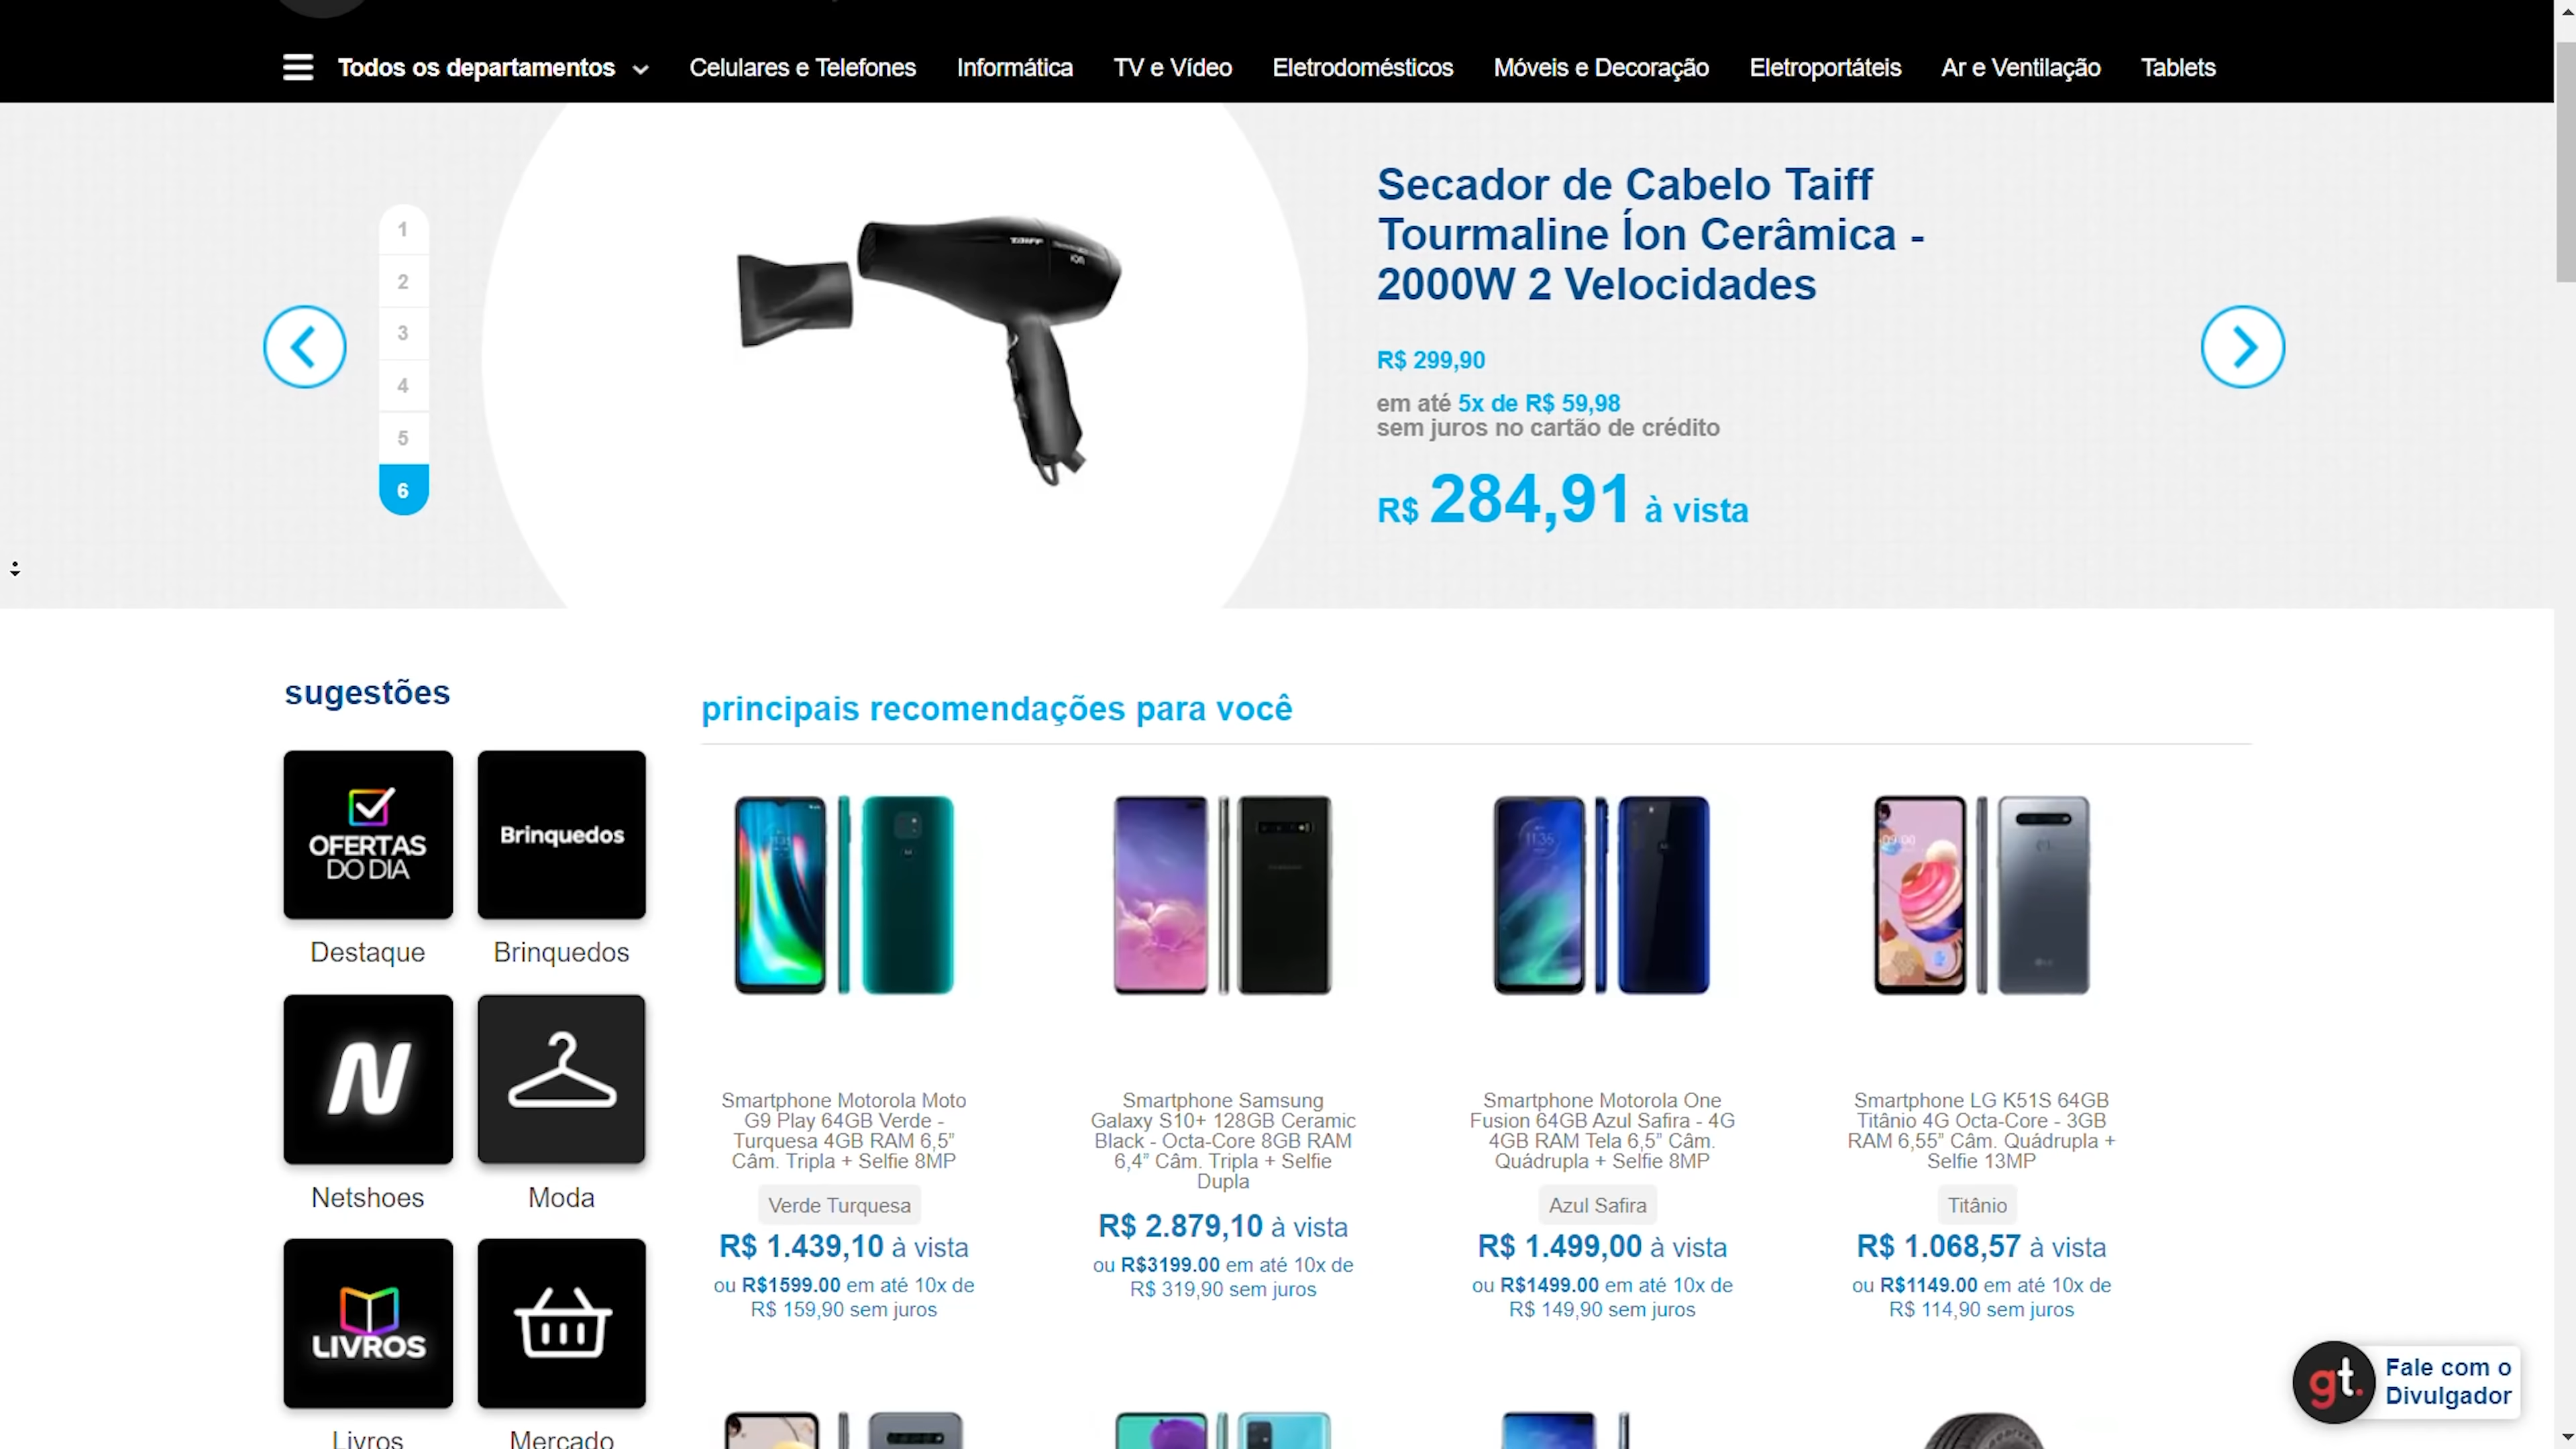 Todos os departamentos
Celulares e Telefones
Informática
TV e Vídeo
Eletrodomésticos
Móveis e Decoração
Eletroportáteis
Ar e Ventilação
Tablets
1
2
3
4
5
6
TAIFF
ION
Secador de Cabelo Taiff
Tourmaline Íon Cerâmica -
2000W 2 Velocidades
R$ 299,90
em até 5x de R$ 59,98
sem juros no cartão de crédito
R$ 284,91 à vista
sugestões
OFERTAS
DO DIA
Destaque
Brinquedos
Brinquedos
N
Netshoes
Moda
LIVROS
Livros
Mercado
principais recomendações para você
Smartphone Motorola Moto
G9 Play 64GB Verde -
Turquesa 4GB RAM 6,5”
Câm. Tripla + Selfie 8MP
Verde Turquesa
R$ 1.439,10 à vista
ou R$1599.00 em até 10x de
R$ 159,90 sem juros
Smartphone Samsung
Galaxy S10+ 128GB Ceramic
Black - Octa-Core 8GB RAM
6,4” Câm. Tripla + Selfie
Dupla
R$ 2.879,10 à vista
ou R$3199.00 em até 10x de
R$ 319,90 sem juros
11:35
Smartphone Motorola One
Fusion 64GB Azul Safira - 4G
4GB RAM Tela 6,5” Câm.
Quádrupla + Selfie 8MP
Azul Safira
R$ 1.499,00 à vista
ou R$1499.00 em até 10x de
R$ 149,90 sem juros
09:00
LG
Smartphone LG K51S 64GB
Titânio 4G Octa-Core - 3GB
RAM 6,55” Câm. Quádrupla +
Selfie 13MP
Titânio
R$ 1.068,57 à vista
ou R$1149.00 em até 10x de
R$ 114,90 sem juros
gt.
Fale com o
Divulgador